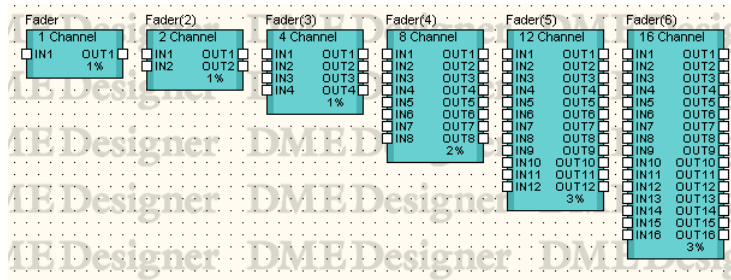 Fader
1 Channel
IN1 OUT1
1%
Fader(2)
2 Channel
IN1 OUT1
IN2 OUT2
1%
Fader(3)
4 Channel
IN1 OUT1
IN2 OUT2
IN3 OUT3
IN4 OUT4
1%
Fader(4)
8 Channel
IN1 OUT1
IN2 OUT2
IN3 OUT3
IN4 OUT4
IN5 OUT5
IN6 OUT6
IN7 OUT7
IN8 OUT8
2%
Fader(5)
12 Channel
IN1 OUT1
IN2 OUT2
IN3 OUT3
IN4 OUT4
IN5 OUT5
IN6 OUT6
IN7 OUT7
IN8 OUT8
IN9 OUT9
IN10 OUT10
IN11 OUT11
IN12 OUT12
3%
Fader(6)
16 Channel
IN1 OUT1
IN2 OUT2
IN3 OUT3
IN4 OUT4
IN5 OUT5
IN6 OUT6
IN7 OUT7
IN8 OUT8
IN9 OUT9
IN10 OUT10
IN11 OUT11
IN12 OUT12
IN13 OUT13
IN14 OUT14
IN15 OUT15
IN16 OUT16
3%
DME Designer